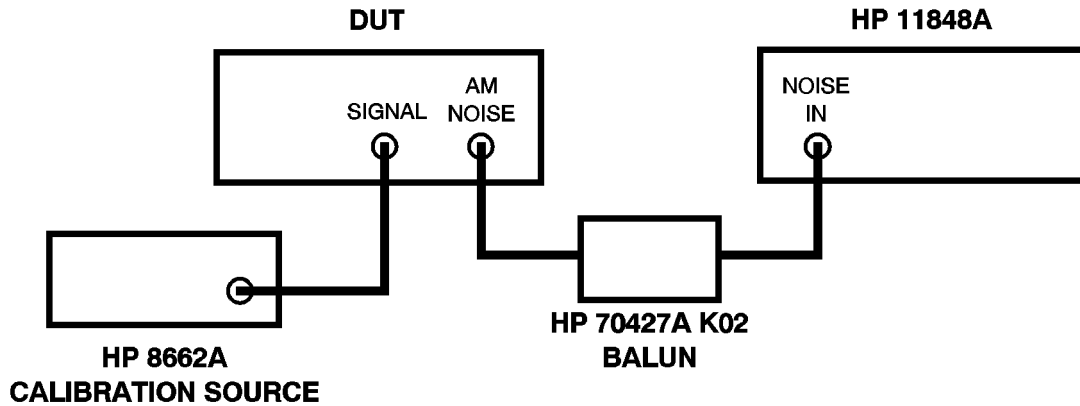 DUT
HP 11848A
SIGNAL
AM
NOISE
NOISE
IN
HP 8662A
CALIBRATION SOURCE
HP 70427A K02
BALUN